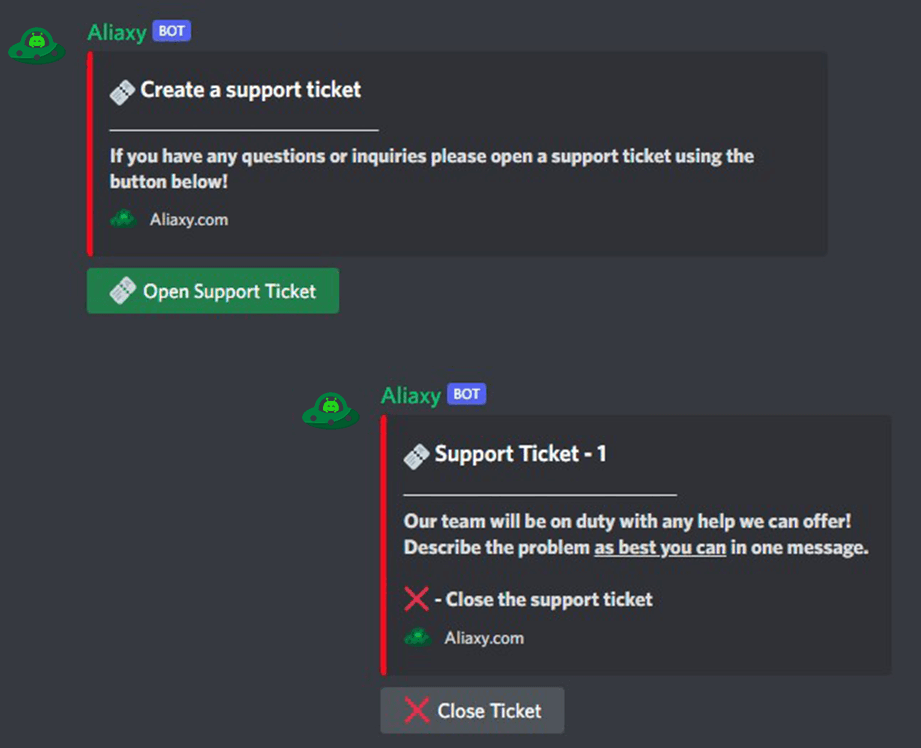 Aliaxy BOT
Create a support ticket
If you have any questions or inquiries please open a support ticket using the
button below!
Aliaxy.com
Open Support Ticket
Aliaxy BOT
Support Ticket - 1
Our team will be on duty with any help we can offer!
Describe the problem as best you can in one message.
❌ - Close the support ticket
Aliaxy.com
❌ Close Ticket